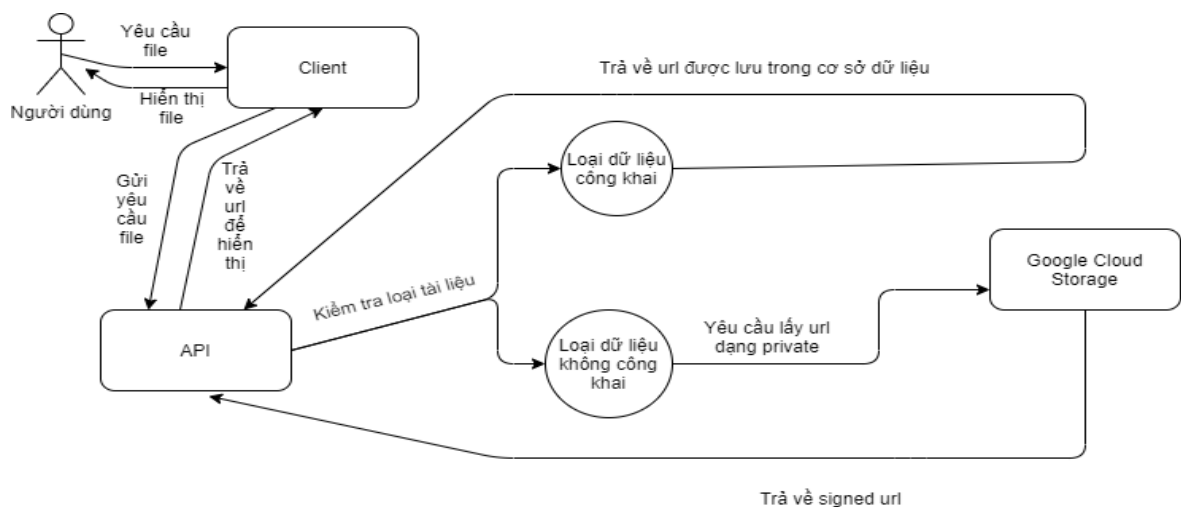 Yêu cầu
file
Client
Người dùng
Hiển thị
file
Trả về url được lưu trong cơ sở dữ liệu
Gửi
yêu
cầu
file
Trả
về
url
để
hiển
thị
Loại dữ liệu
công khai
Kiểm tra loại tài liệu
Google Cloud
Storage
API
Loại dữ liệu
không công
khai
Yêu cầu lấy url
dạng private
Trả về signed url